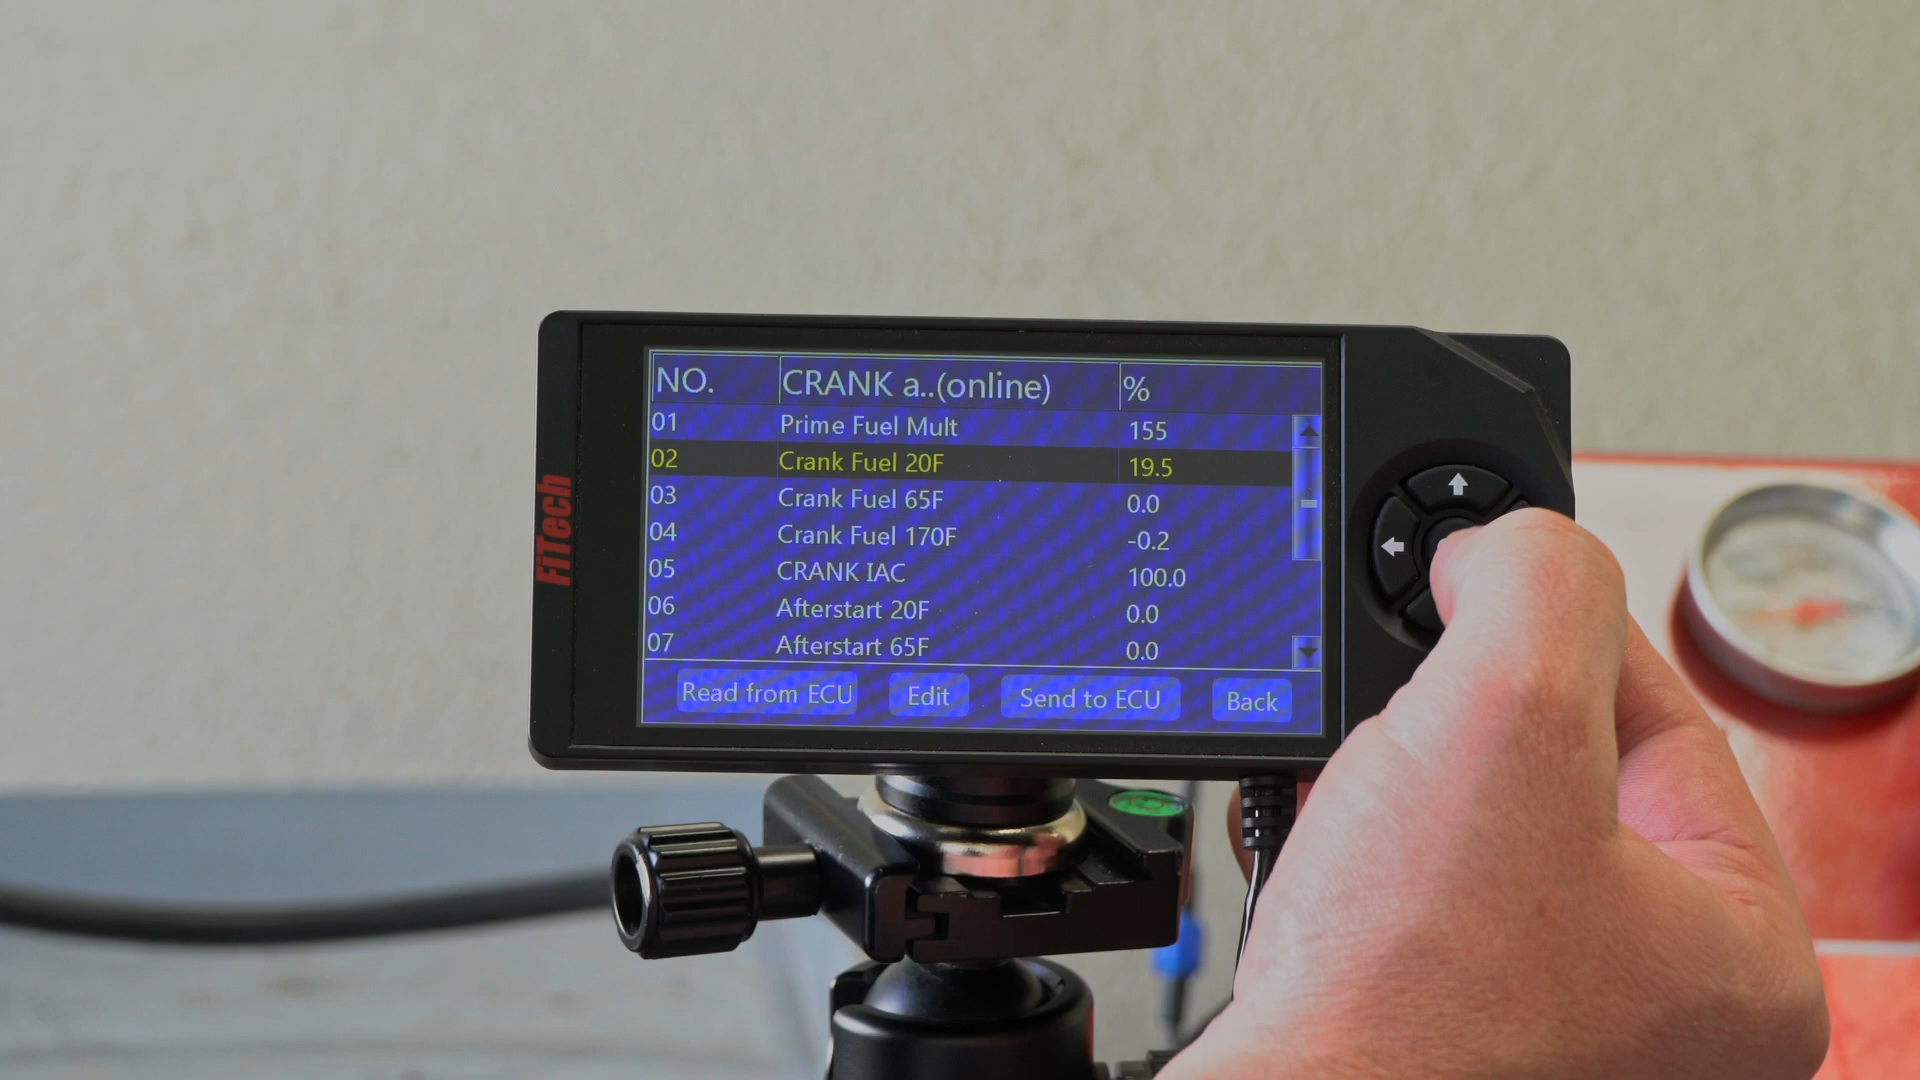 NO. CRANK a..(online) %
01 Prime Fuel Mult 155
02 Crank Fuel 20F 19.5
03 Crank Fuel 65F 0.0
04 Crank Fuel 170F -0.2
05 CRANK IAC 100.0
06 Afterstart 20F 0.0
07 Afterstart 65F 0.0
Read from ECU Edit Send to ECU Back
FiTech